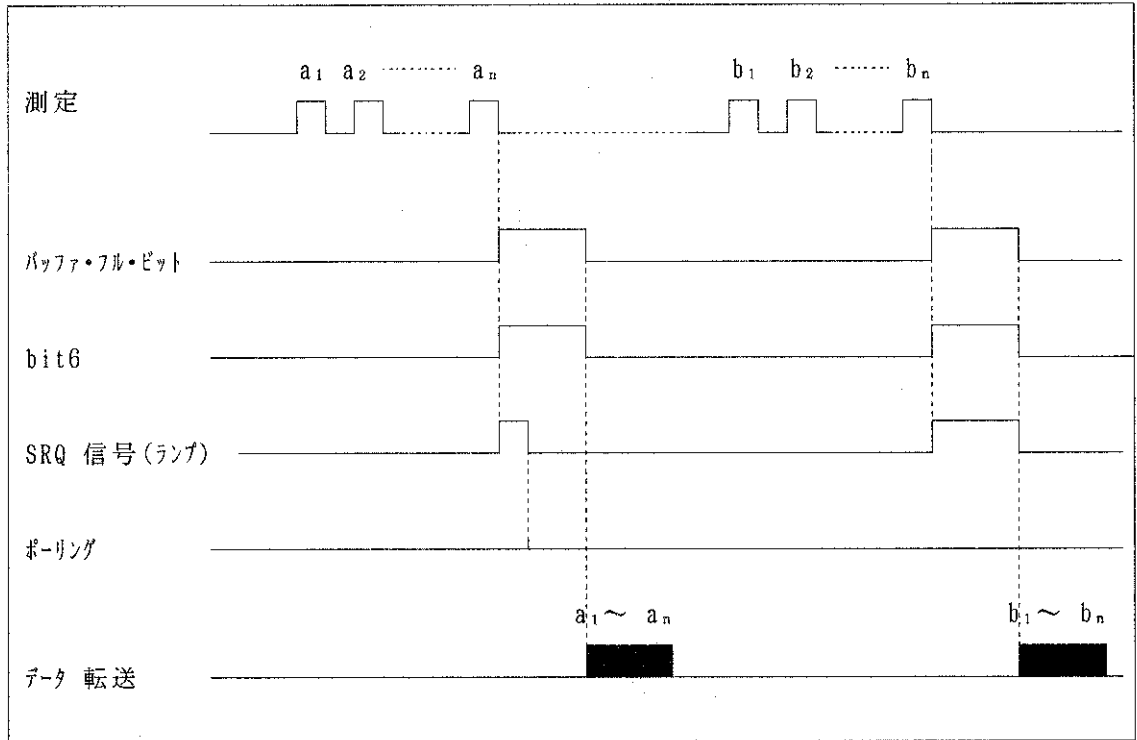 a₁ a₂ ········ aₙ b₁ b₂ ······ bₙ
測定
ﾊﾞｯﾌｧ・ﾌﾙ・ﾋﾞｯﾄ
bit6
SRQ 信号(ﾗﾝﾌﾟ)
ﾎﾟｰﾘﾝｸﾞ
a₁～ aₙ b₁～ bₙ
ﾃﾞｰﾀ 転送